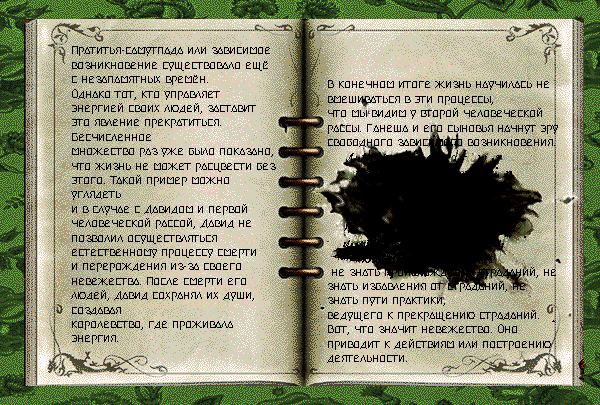 Пратитья-самутпада или зависимое
возникновение существовало ещё
с незапамятных времён.
Однако тот, кто управляет
энергией своих людей, заставит
это явление прекратиться.
Бесчисленное
множество раз уже было показано,
что жизнь не может расцвести без
этого. Такой пример можно
углядеть
и в случае с Давидом и первой
человеческой рассой, Давид не
позволил осуществляться
естественному процессу смерти
и перерождения из-за своего
невежества. После смерти его
людей, Давид сохранял их души,
создавая
королевство, где проживала
энергия.
В конечном итоге жизнь научилась не
вмешиваться в эти процессы,
что мы видим у второй человеческой
рассы. Ганеша и его сыновья начнут эру
свободного зависимого возникновения.
не знать страданий, не
знать избавления от страданий, не
знать пути практики,
ведущего к прекращению страданий.
Вот, что значит невежество. Оно
приводит к действиям или построению
деятельности.